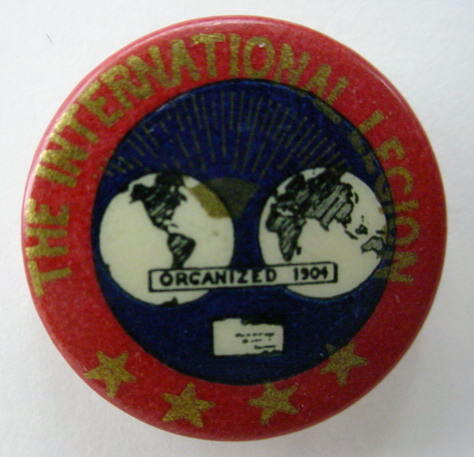 THE INTERNATIONAL LEGION
ORGANIZED 1904